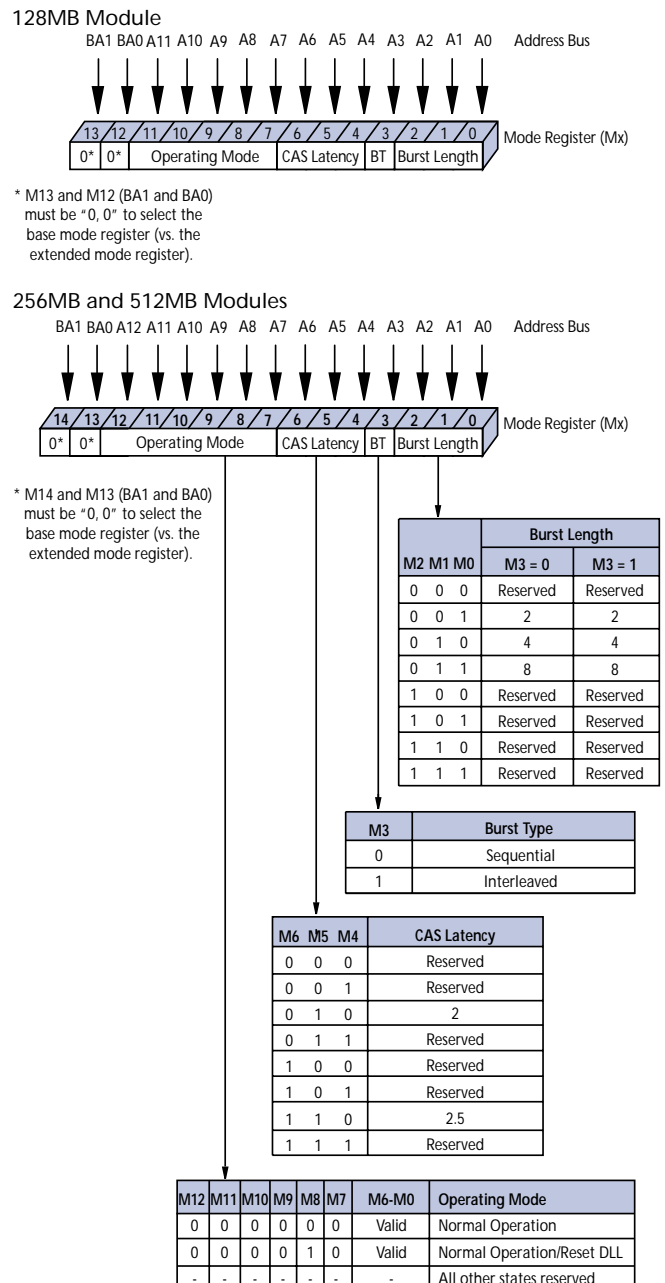 128MB Module
BA1 BA0 A11 A10 A9 A8 A7 A6 A5 A4 A3 A2 A1 A0 Address Bus
13 12 11 10 9 8 7 6 5 4 3 2 1 0 Mode Register (Mx)
0* 0* Operating Mode CAS Latency BT Burst Length
* M13 and M12 (BA1 and BA0)
must be "0, 0" to select the
base mode register (vs. the
extended mode register).
256MB and 512MB Modules
BA1 BA0 A12 A11 A10 A9 A8 A7 A6 A5 A4 A3 A2 A1 A0 Address Bus
14 13 12 11 10 9 8 7 6 5 4 3 2 1 0 Mode Register (Mx)
0* 0* Operating Mode CAS Latency BT Burst Length
* M14 and M13 (BA1 and BA0)
must be "0, 0" to select the
base mode register (vs. the
extended mode register).
Burst Length
M2 M1 M0 M3 = 0 M3 = 1
0 0 0 Reserved Reserved
0 0 1 2 2
0 1 0 4 4
0 1 1 8 8
1 0 0 Reserved Reserved
1 0 1 Reserved Reserved
1 1 0 Reserved Reserved
1 1 1 Reserved Reserved
M3 Burst Type
0 Sequential
1 Interleaved
M6 M5 M4 CAS Latency
0 0 0 Reserved
0 0 1 Reserved
0 1 0 2
0 1 1 Reserved
1 0 0 Reserved
1 0 1 Reserved
1 1 0 2.5
1 1 1 Reserved
M12 M11 M10 M9 M8 M7 M6-M0 Operating Mode
0 0 0 0 0 0 Valid Normal Operation
0 0 0 0 1 0 Valid Normal Operation/Reset DLL
- - - - - - - All other states reserved